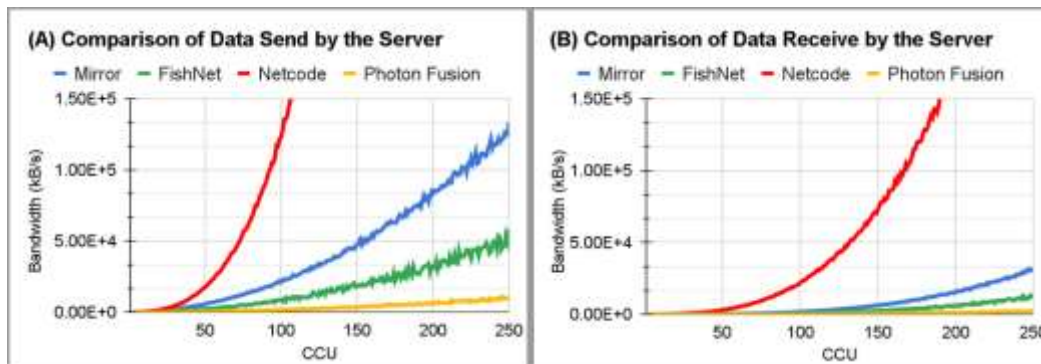 (A) Comparison of Data Send by the Server
Mirror FishNet Netcode Photon Fusion
1.50E+5
1.00E+5
5.00E+4
0.00E+0
Bandwidth (kB/s)
50 100 150 200 250
CCU
(B) Comparison of Data Receive by the Server
Mirror FishNet Netcode Photon Fusion
1.50E+5
1.00E+5
5.00E+4
0.00E+0
Bandwidth (kB/s)
50 100 150 200 250
CCU